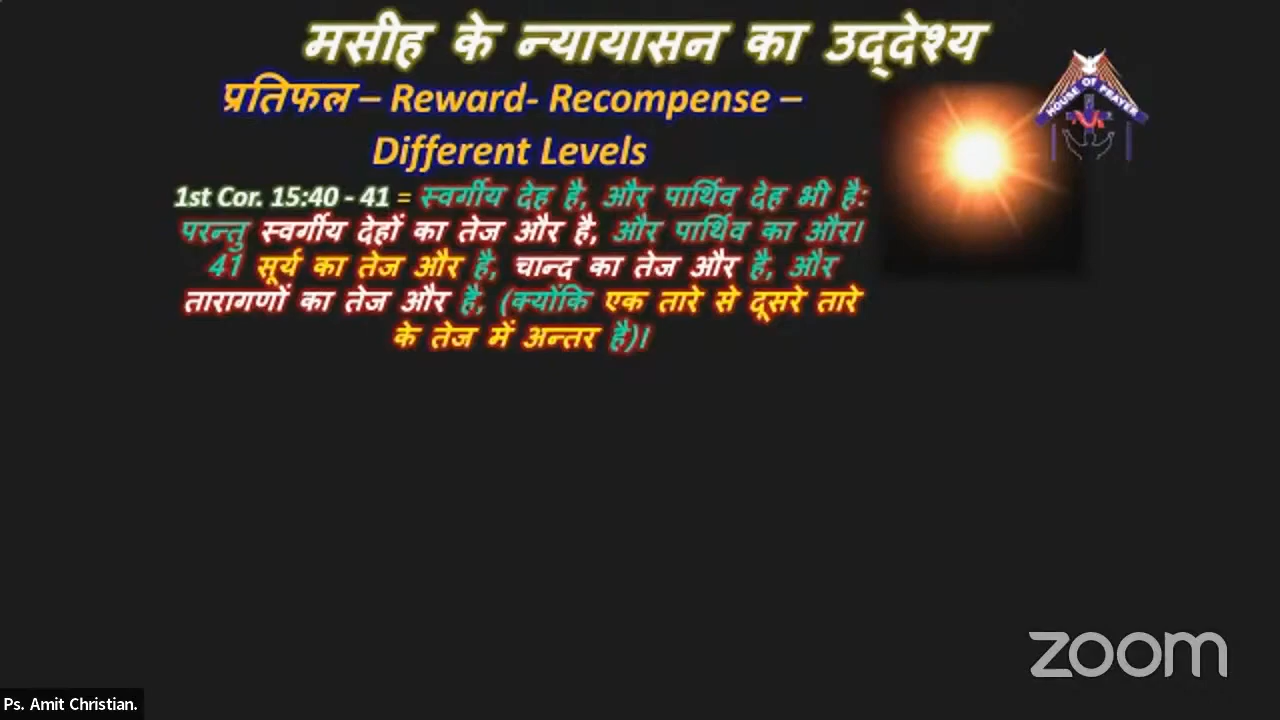 मसीह के न्यायासन का उद्देश्य
प्रतिफल – Reward- Recompense –
Different Levels
HOUSE OF PRAYER
1st Cor. 15:40 - 41 = स्वर्गीय देह है, और पार्थिव देह भी है:
परन्तु स्वर्गीय देहों का तेज और है, और पार्थिव का और।
41 सूर्य का तेज और है, चान्द का तेज और है, और
तारागणों का तेज और है, (क्योंकि एक तारे से दूसरे तारे
के तेज में अन्तर है)।
zoom
Ps. Amit Christian.